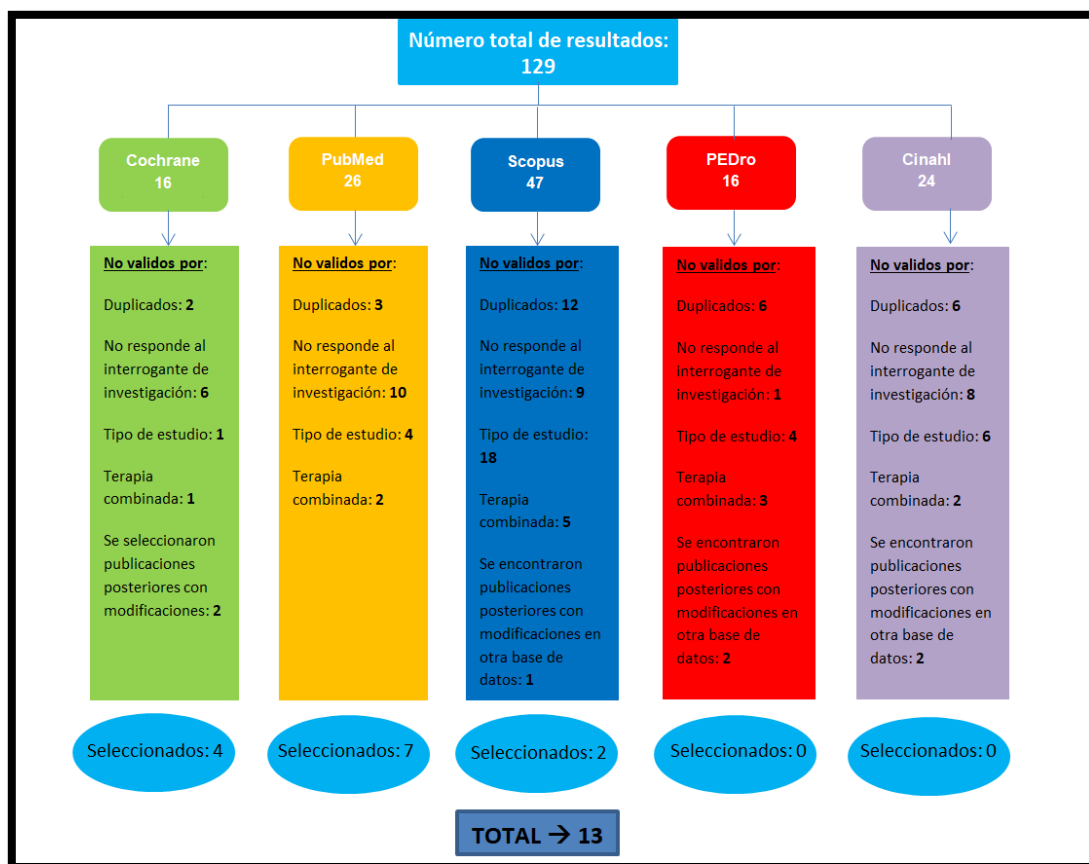 Número total de resultados:
129
Cochrane
16
PubMed
26
Scopus
47
PEDro
16
Cinahl
24
No validos por:
Duplicados: 2
No responde al
interrogante de
investigación: 6
Tipo de estudio: 1
Terapia
combinada: 1
Se seleccionaron
publicaciones
posteriores con
modificaciones: 2
No validos por:
Duplicados: 3
No responde al
interrogante de
investigación: 10
Tipo de estudio: 4
Terapia
combinada: 2
No validos por:
Duplicados: 12
No responde al
interrogante de
investigación: 9
Tipo de estudio:
18
Terapia
combinada: 5
Se encontraron
publicaciones
posteriores con
modificaciones en
otra base de
datos: 1
No validos por:
Duplicados: 6
No responde al
interrogante de
investigación: 1
Tipo de estudio: 4
Terapia
combinada: 3
Se encontraron
publicaciones
posteriores con
modificaciones en
otra base de
datos: 2
No validos por:
Duplicados: 6
No responde al
interrogante de
investigación: 8
Tipo de estudio: 6
Terapia
combinada: 2
Se encontraron
publicaciones
posteriores con
modificaciones en
otra base de
datos: 2
Seleccionados: 4
Seleccionados: 7
Seleccionados: 2
Seleccionados: 0
Seleccionados: 0
TOTAL → 13